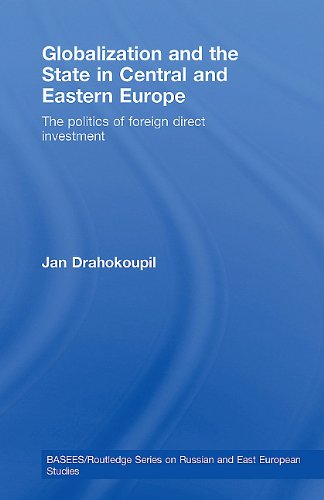 Globalization and the
State in Central and
Eastern Europe
The politics of foreign direct
investment
Jan Drahokoupil
BASEES/Routledge Series on Russian and East European
Studies